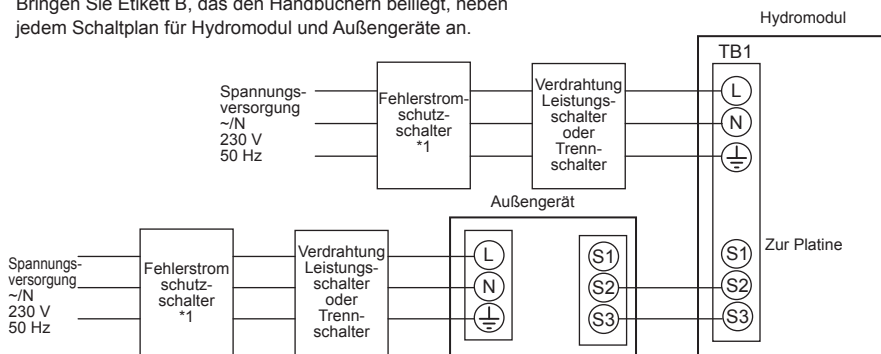 Bringen Sie Etikett B, das den Handbüchern beiliegt, neben
jedem Schaltplan für Hydromodul und Außengeräte an.
Hydromodul
TB1
Spannungs-
versorgung
~/N
230 V
50 Hz
Fehlerstrom-
schutz-
schalter
*1
Verdrahtung
Leistungs-
schalter
oder
Trenn-
schalter
L
N
Außengerät
Spannungs-
versorgung
~/N
230 V
50 Hz
Fehlerstrom
schutz-
schalter
*1
Verdrahtung
Leistungs-
schalter
oder
Trenn-
schalter
L
N
S1
S2
S3
S1
S2
S3
Zur Platine